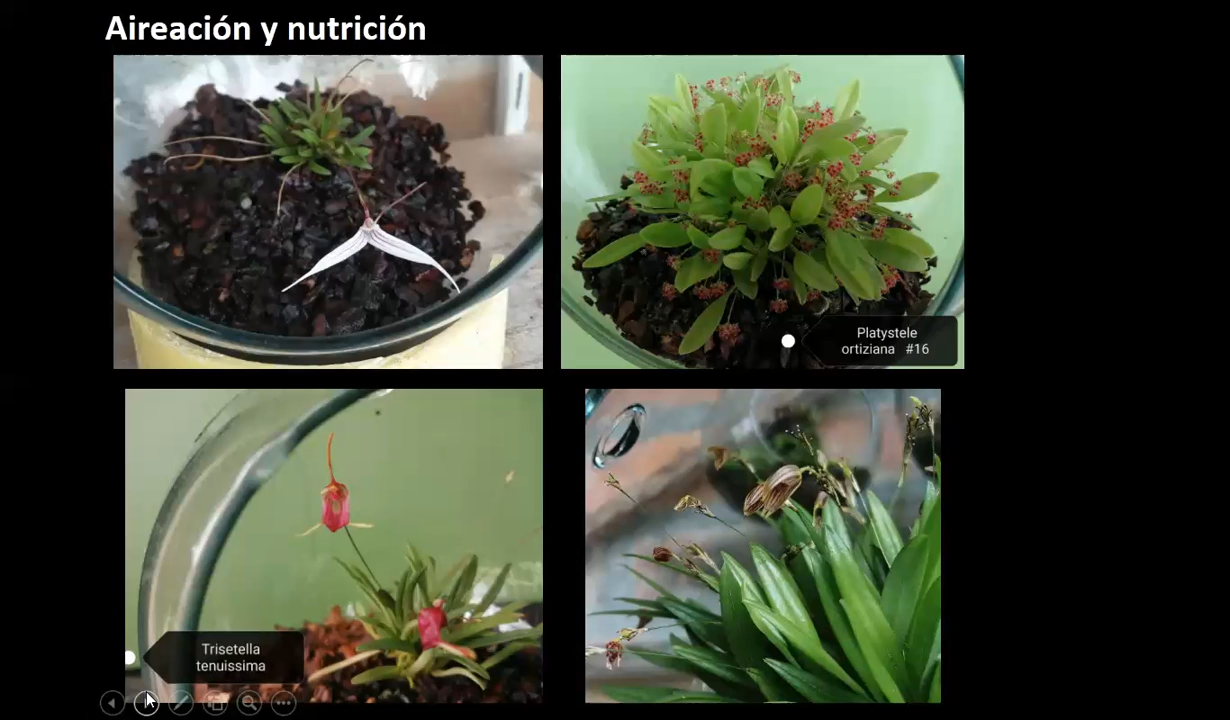 Aireación y nutrición
Platystele
ortiziana #16
Trisetella
tenuissima